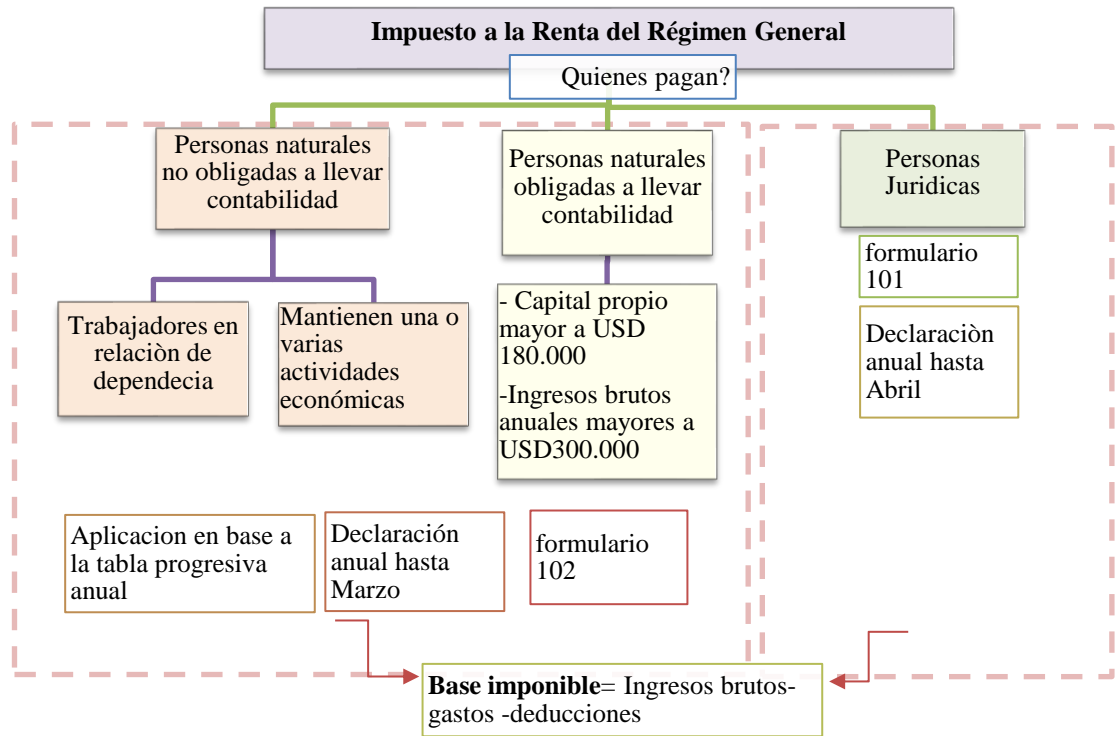 Impuesto a la Renta del Régimen General
Quienes pagan?
Personas naturales
no obligadas a llevar
contabilidad
Personas naturales
obligadas a llevar
contabilidad
Personas
Juridicas
Trabajadores en
relaciòn de
dependecia
Mantienen una o
varias
actividades
económicas
- Capital propio
mayor a USD
180.000
-Ingresos brutos
anuales mayores a
USD300.000
formulario
101
Declaraciòn
anual hasta
Abril
Aplicacion en base a
la tabla progresiva
anual
Declaración
anual hasta
Marzo
formulario
102
Base imponible= Ingresos brutos-
gastos -deducciones